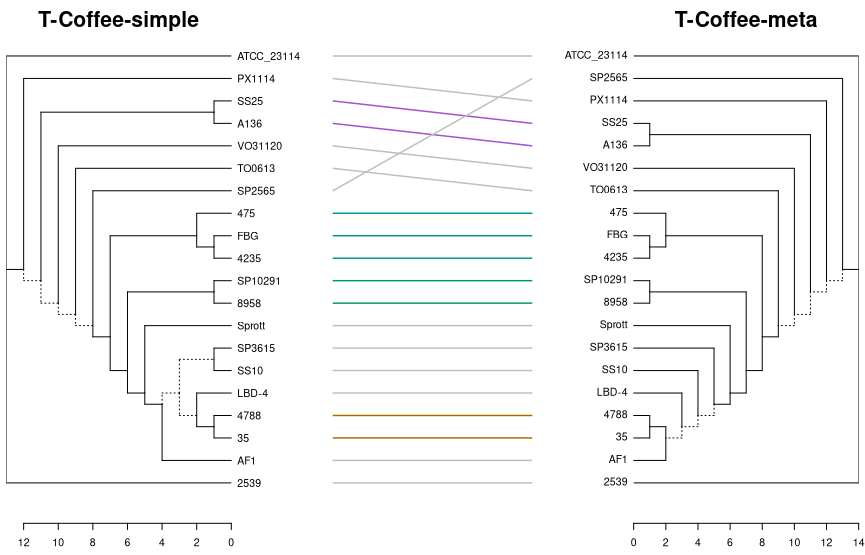 T-Coffee-simple T-Coffee-meta
ATCC_23114 ATCC_23114
PX1114 SP2565
SS25 PX1114
A136 SS25
VO31120 A136
TO0613 VO31120
SP2565 TO0613
475 475
FBG FBG
4235 4235
SP10291 SP10291
8958 8958
Sprott Sprott
SP3615 SP3615
SS10 SS10
LBD-4 LBD-4
4788 4788
35 35
AF1 AF1
2539 2539
12 10 8 6 4 2 0 0 2 4 6 8 10 12 14